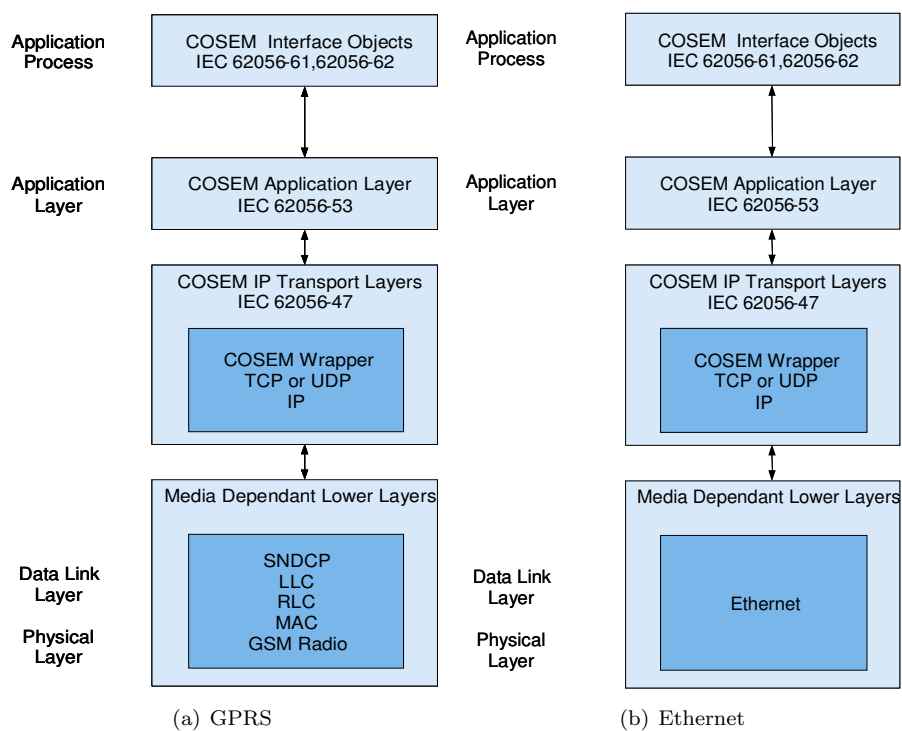 Application
Process
COSEM  Interface Objects
IEC 62056-61,62056-62
Application
Layer
COSEM Application Layer
IEC 62056-53
COSEM IP Transport Layers
IEC 62056-47
COSEM Wrapper
TCP or UDP
IP
Media Dependant Lower Layers
Data Link
Layer
Physical
Layer
SNDCP
LLC
RLC
MAC
GSM Radio
(a) GPRS
Application
Process
COSEM  Interface Objects
IEC 62056-61,62056-62
Application
Layer
COSEM Application Layer
IEC 62056-53
COSEM IP Transport Layers
IEC 62056-47
COSEM Wrapper
TCP or UDP
IP
Media Dependant Lower Layers
Data Link
Layer
Physical
Layer
Ethernet
(b) Ethernet